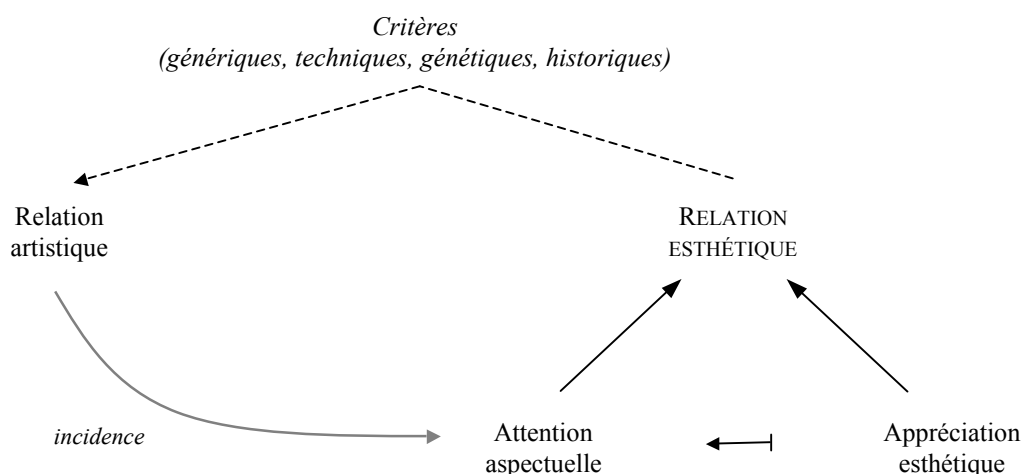 Critères
(génériques, techniques, génétiques, historiques)
Relation
artistique
RELATION
ESTHÉTIQUE
incidence
Attention
aspectuelle
Appréciation
esthétique